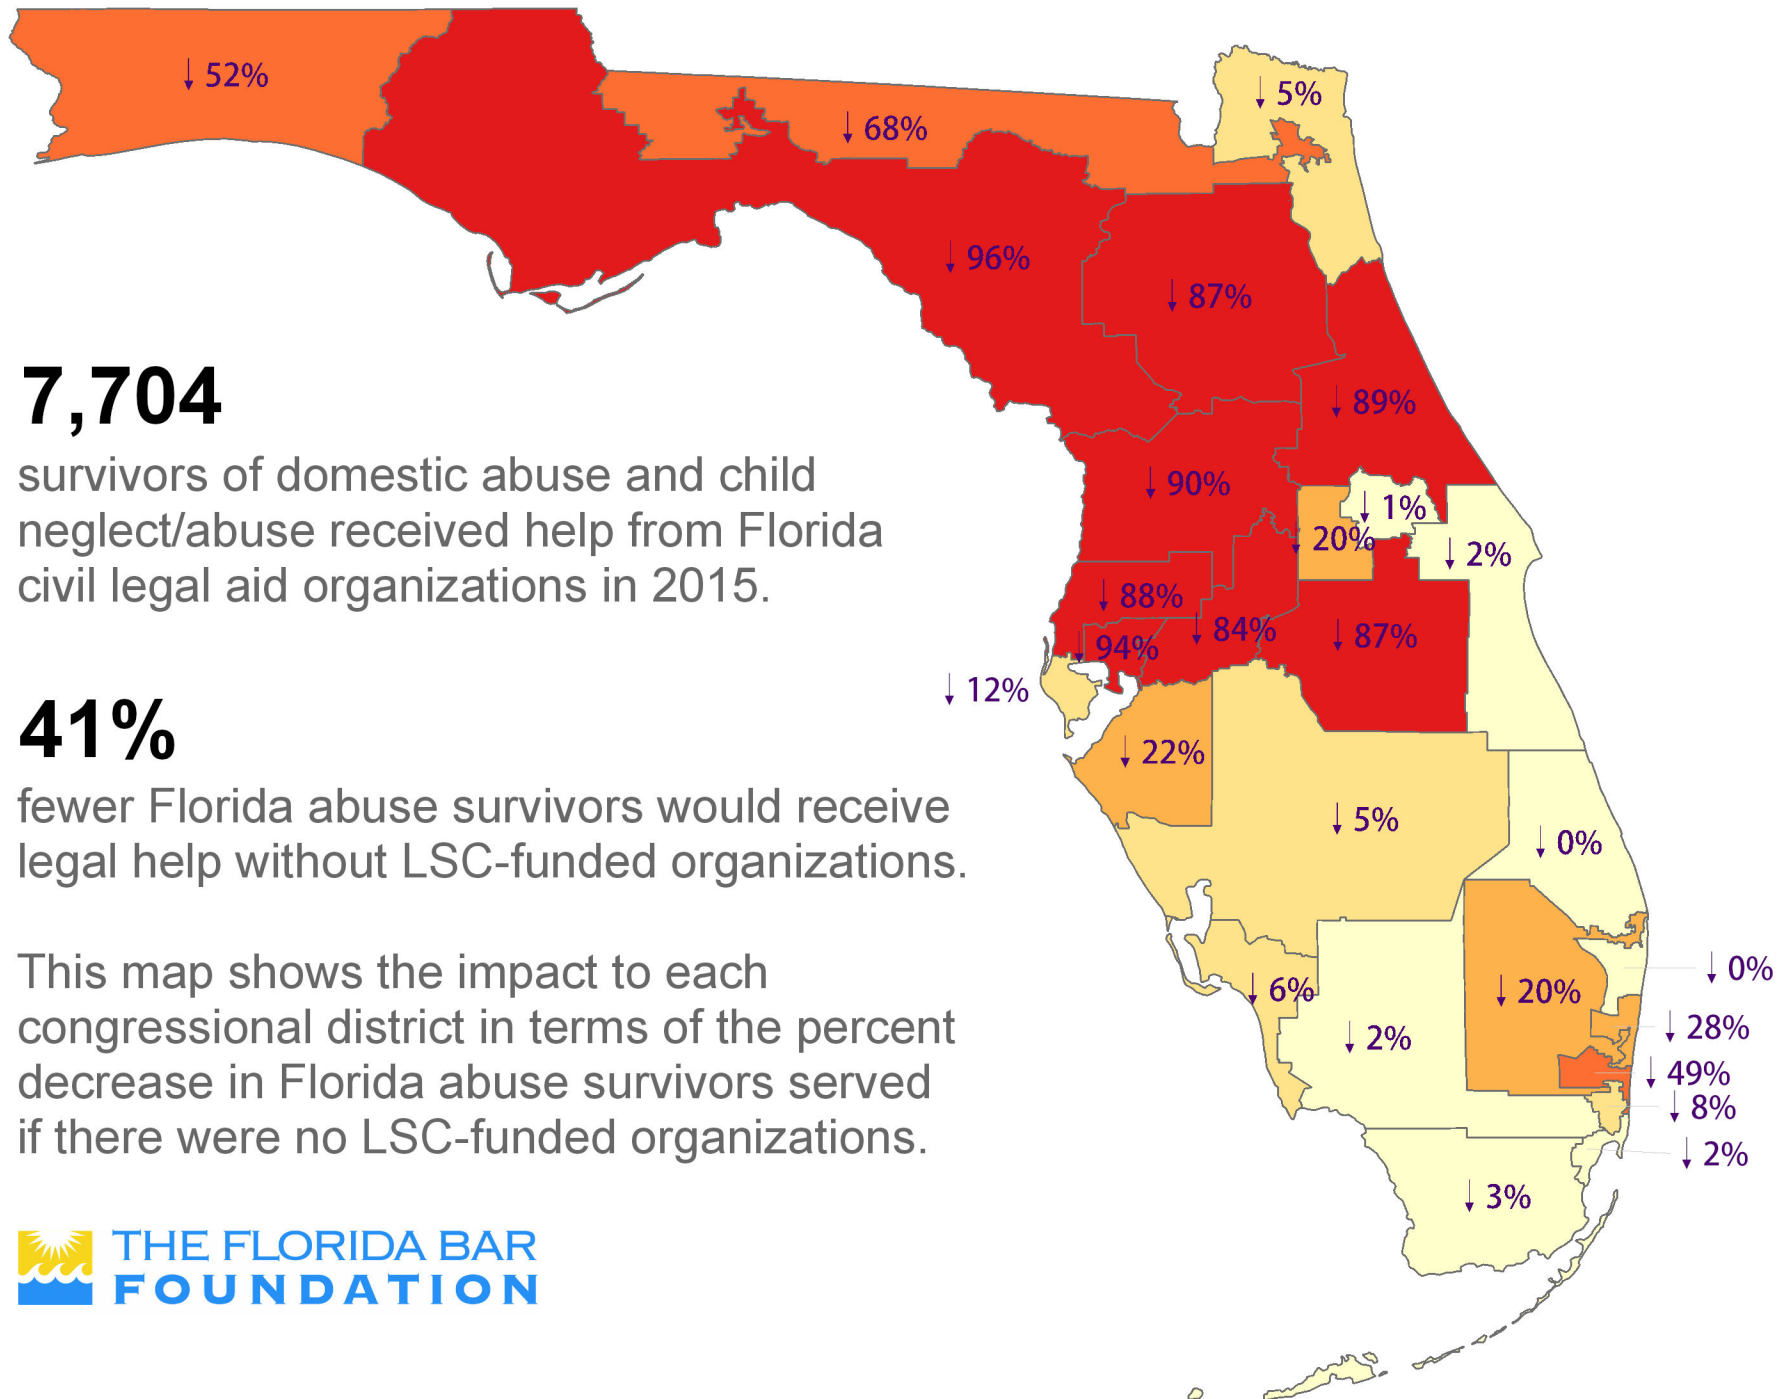 ↓ 52%
↓ 68%
↓ 5%
↓ 96%
↓ 87%
↓ 89%
↓ 90%
↓ 1%
↓ 20%
↓ 2%
↓ 88%
↓ 94%
↓ 84%
↓ 87%
↓ 12%
↓ 22%
↓ 5%
↓ 0%
↓ 0%
↓ 6%
↓ 20%
↓ 2%
↓ 28%
↓ 49%
↓ 8%
↓ 2%
↓ 3%
7,704
survivors of domestic abuse and child
neglect/abuse received help from Florida
civil legal aid organizations in 2015.
41%
fewer Florida abuse survivors would receive
legal help without LSC-funded organizations.
This map shows the impact to each
congressional district in terms of the percent
decrease in Florida abuse survivors served
if there were no LSC-funded organizations.
THE FLORIDA BAR
FOUNDATION